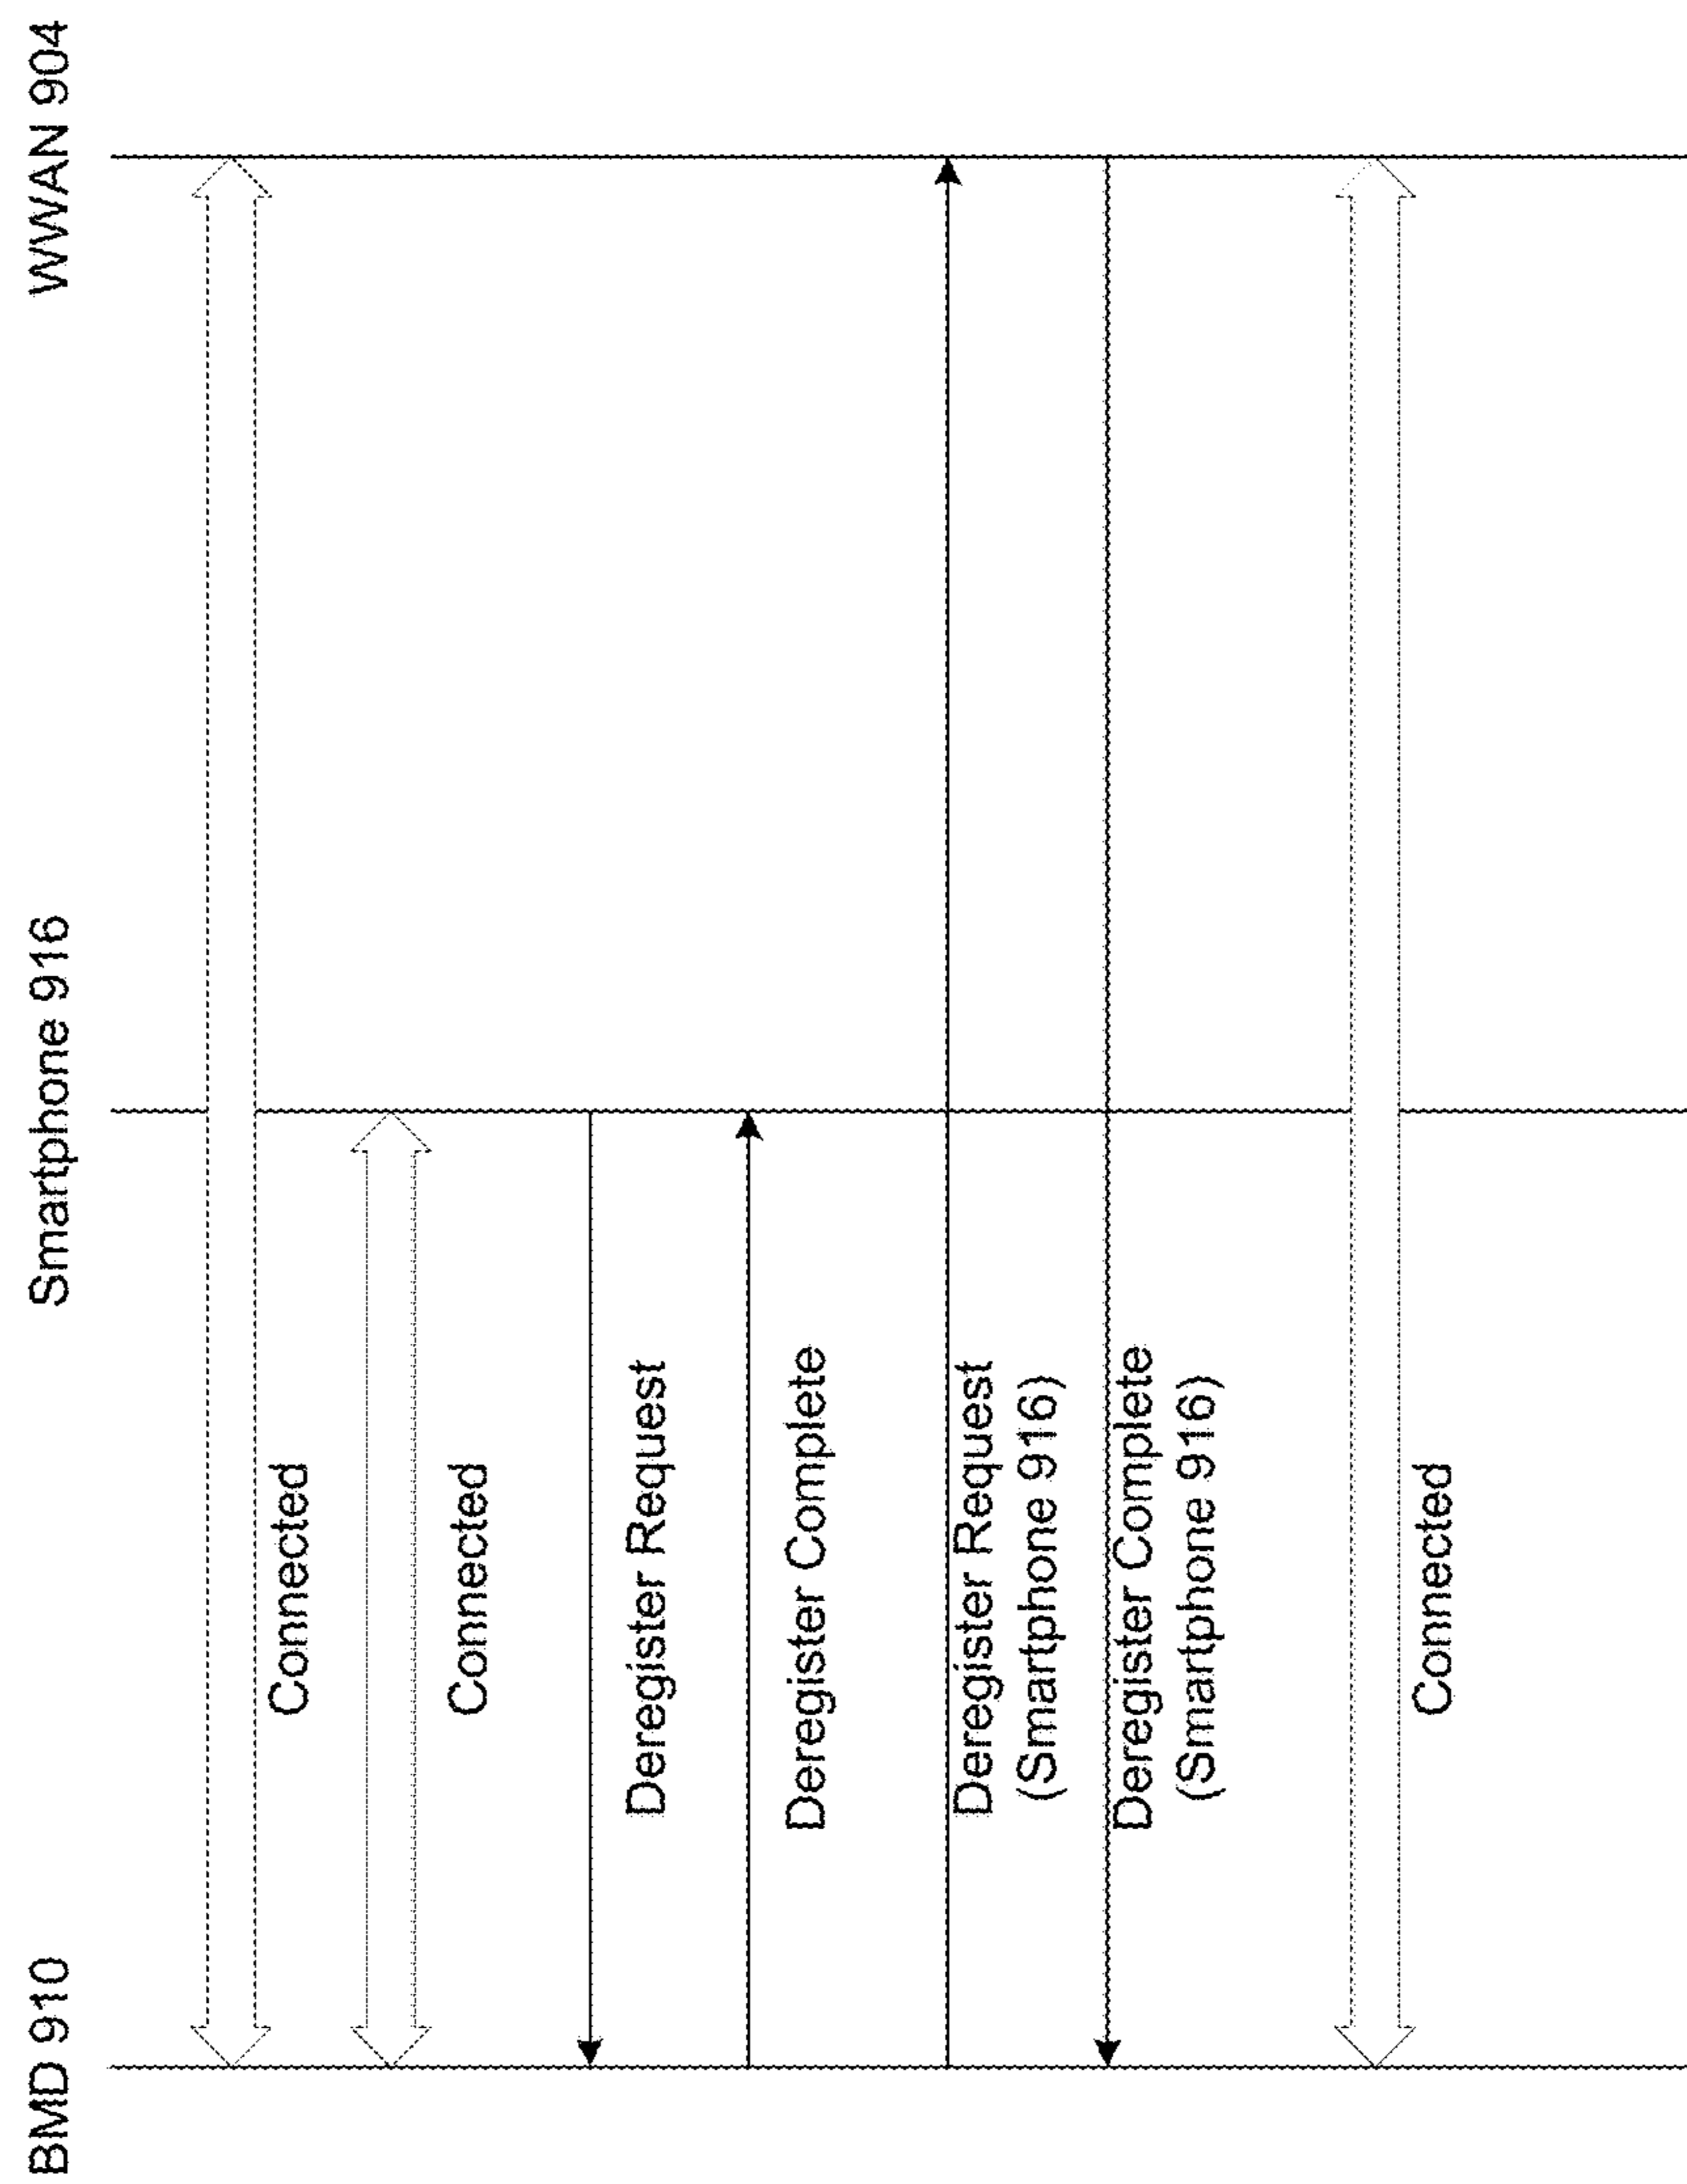 BMD 910
Smartphone 916
WWAN 904
Connected
Connected
Deregister Request
Deregister Complete
Deregister Request
(Smartphone 916)
Deregister Complete
(Smartphone 916)
Connected